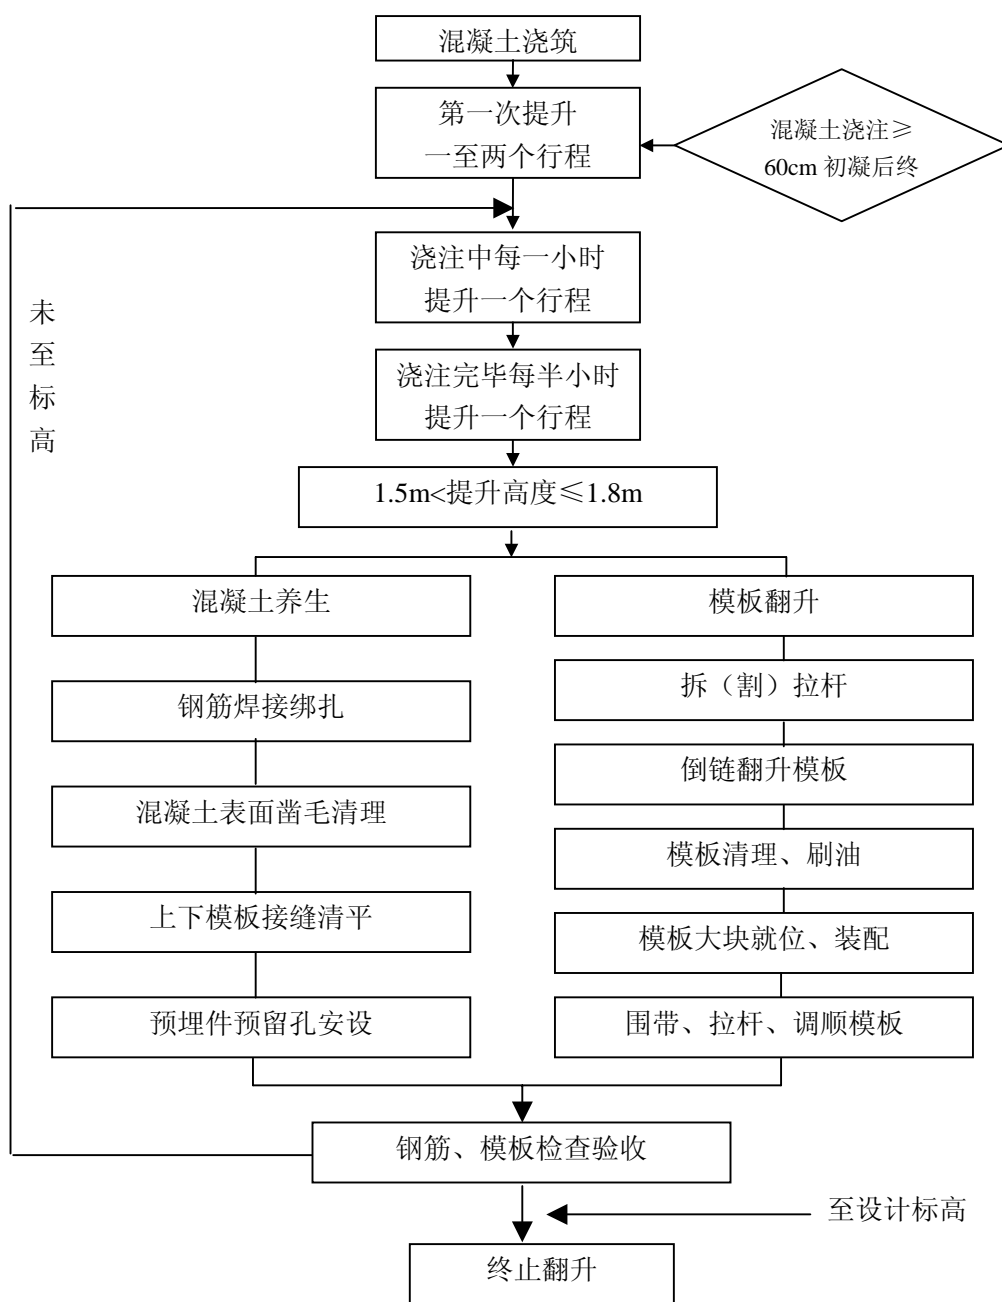 混凝土浇筑
第一次提升
一至两个行程
混凝土浇注≥
60cm 初凝后终
浇注中每一小时
提升一个行程
未
至
标
高
浇注完毕每半小时
提升一个行程
1.5m<提升高度≤1.8m
混凝土养生
钢筋焊接绑扎
混凝土表面凿毛清理
上下模板接缝清平
预埋件预留孔安设
模板翻升
拆（割）拉杆
倒链翻升模板
模板清理、刷油
模板大块就位、装配
围带、拉杆、调顺模板
钢筋、模板检查验收
至设计标高
终止翻升